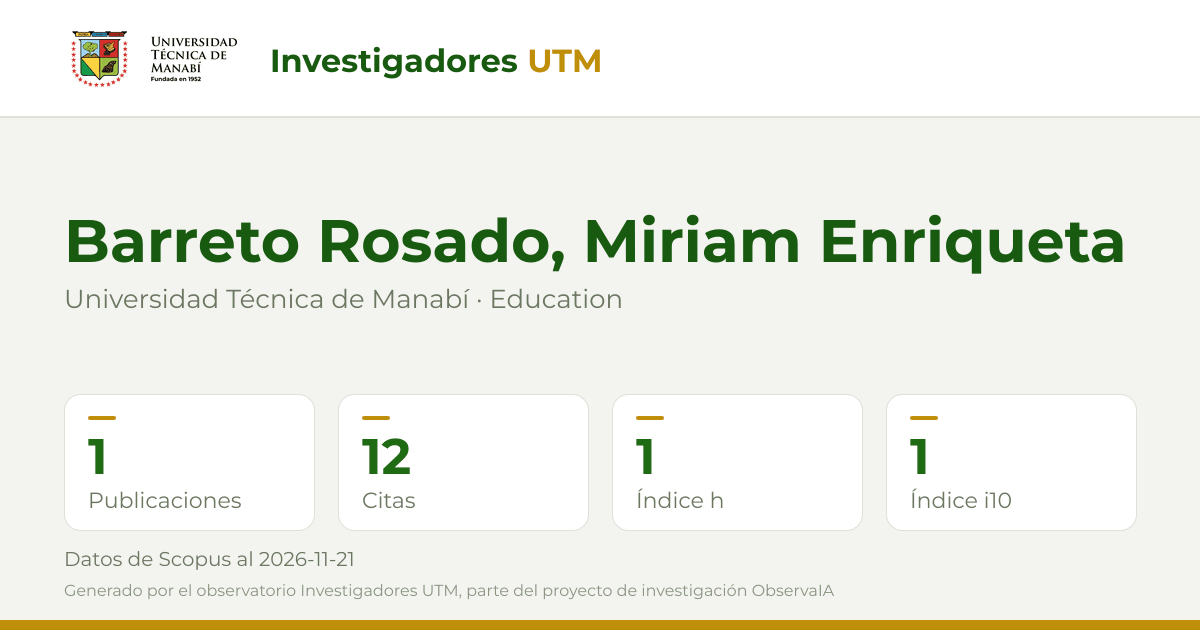 UNIVERSIDAD
TÉCNICA DE
MANABÍ
Fundada en 1952
Investigadores UTM
Barreto Rosado, Miriam Enriqueta
Universidad Técnica de Manabí · Education
1
Publicaciones
12
Citas
1
Índice h
1
Índice i10
Datos de Scopus al 2026-11-21
Generado por el observatorio Investigadores UTM, parte del proyecto de investigación ObservaIA